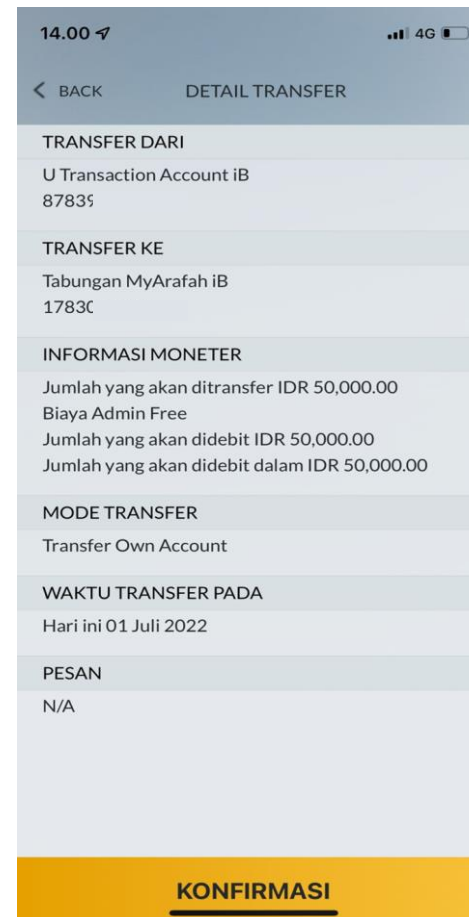 14.00
4G
BACK
DETAIL TRANSFER
TRANSFER DARI
U Transaction Account iB
87839
TRANSFER KE
Tabungan MyArafah iB
1783
INFORMASI MONETER
Jumlah yang akan ditransfer IDR 50,000.00
Biaya Admin Free
Jumlah yang akan didebit IDR 50,000.00
Jumlah yang akan didebit dalam IDR 50,000.00
MODE TRANSFER
Transfer Own Account
WAKTU TRANSFER PADA
Hari ini 01 Juli 2022
PESAN
N/A
KONFIRMASI